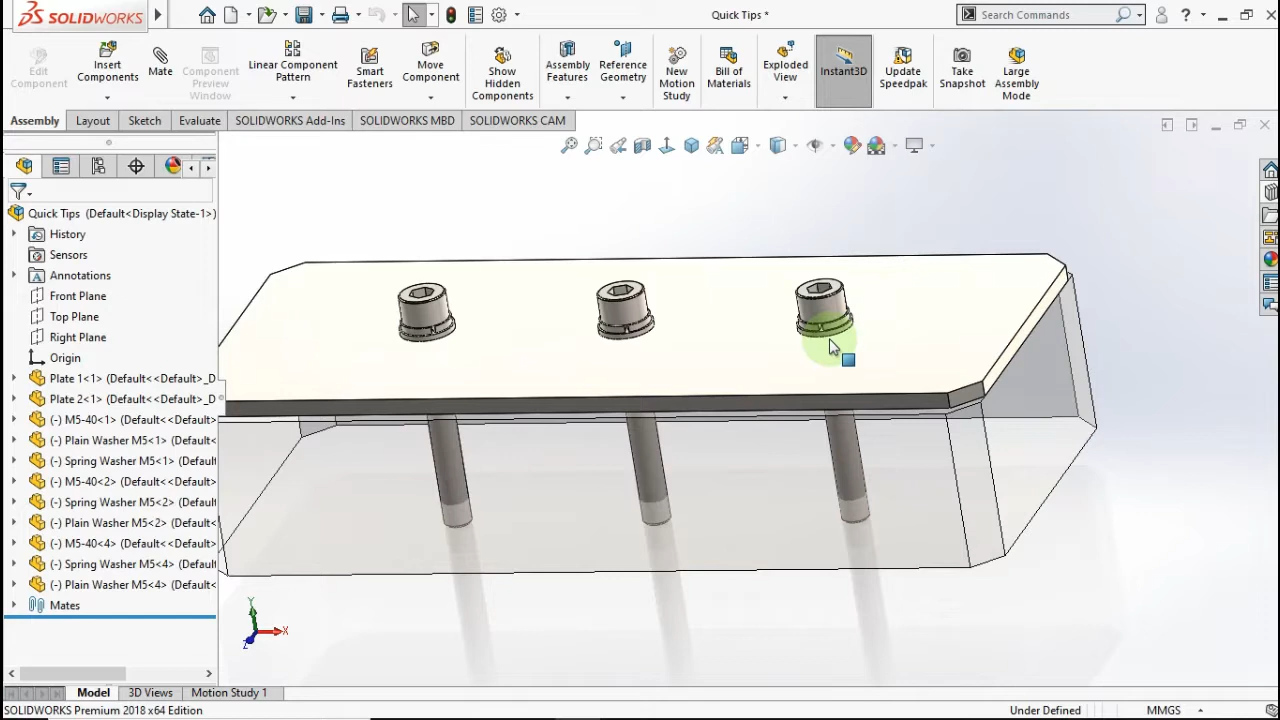 SOLIDWORKS
Quick Tips *
Search Commands
Edit Component
Insert Components
Mate
Component Preview Window
Linear Component Pattern
Smart Fasteners
Move Component
Show Hidden Components
Assembly Features
Reference Geometry
New Motion Study
Bill of Materials
Exploded View
Instant3D
Update Speedpak
Take Snapshot
Large Assembly Mode
Assembly
Layout
Sketch
Evaluate
SOLIDWORKS Add-Ins
SOLIDWORKS MBD
SOLIDWORKS CAM
Quick Tips (Default<Display State-1>)
History
Sensors
Annotations
Front Plane
Top Plane
Right Plane
Origin
Plate 1<1> (Default<<Default>_D
Plate 2<1> (Default<<Default>_D
(-) M5-40<1> (Default<<Default>
(-) Plain Washer M5<1> (Default<
(-) Spring Washer M5<1> (Default
(-) M5-40<2> (Default<<Default>
(-) Spring Washer M5<2> (Default
(-) Plain Washer M5<2> (Default<
(-) M5-40<4> (Default<<Default>
(-) Spring Washer M5<4> (Default
(-) Plain Washer M5<4> (Default<
Mates
Y
X
Z
Model
3D Views
Motion Study 1
SOLIDWORKS Premium 2018 x64 Edition
Under Defined
MMGS